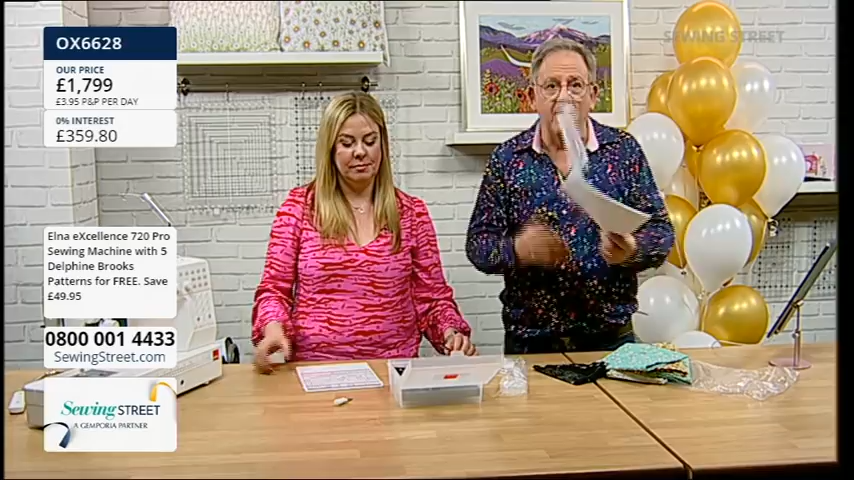 OX6628
OUR PRICE
£1,799
£3.95 P&P PER DAY
0% INTEREST
£359.80
Elna eXcellence 720 Pro
Sewing Machine with 5
Delphine Brooks
Patterns for FREE. Save
£49.95
0800 001 4433
SewingStreet.com
Sewing STREET
A GEMPORIA PARTNER
SEWING STREET